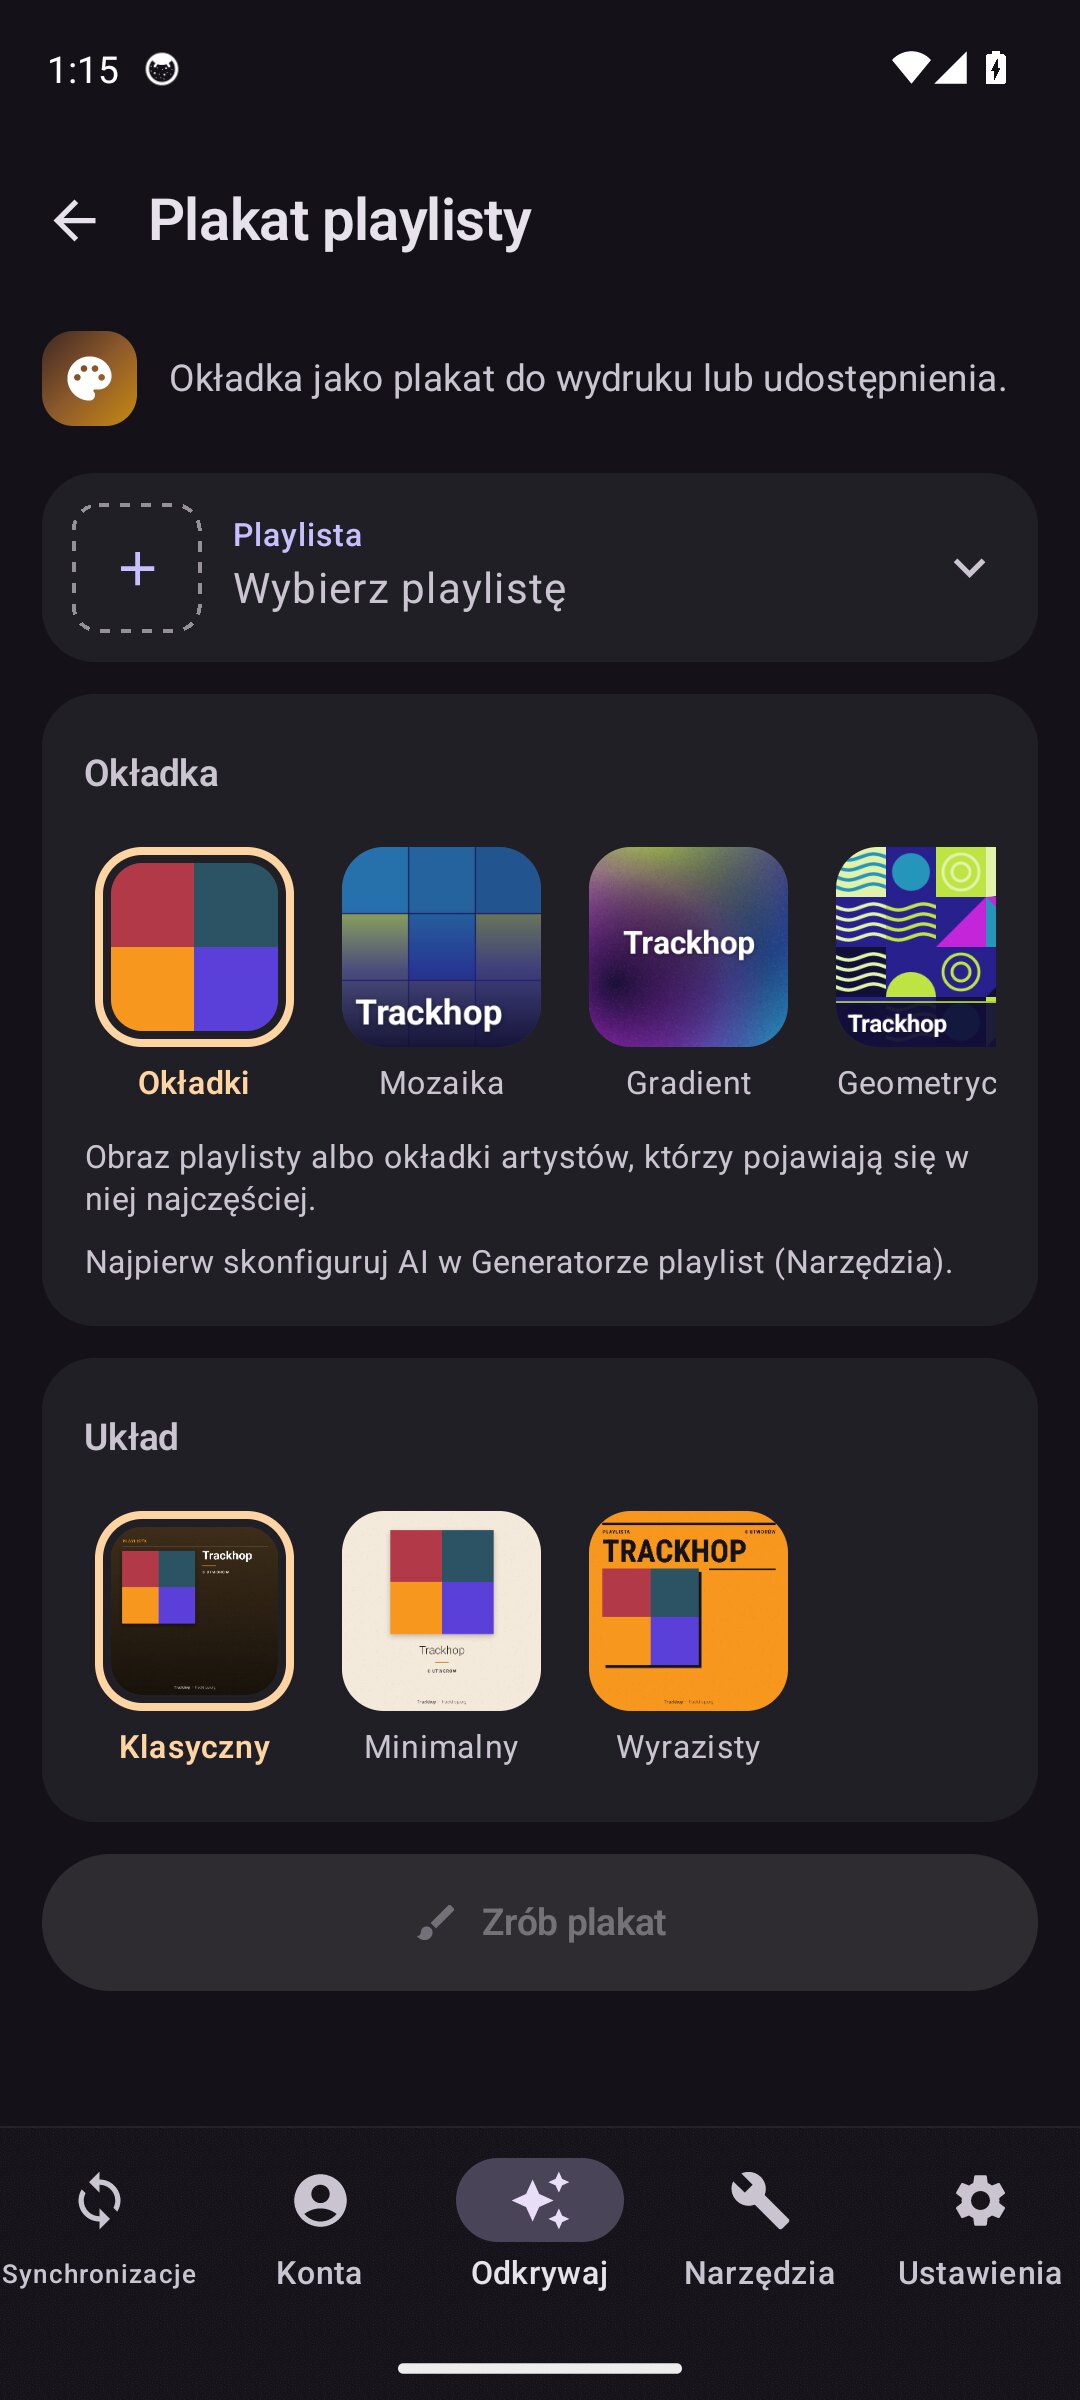 1:15
Plakat playlisty
Okładka jako plakat do wydruku lub udostępnienia.
Playlista
Wybierz playlistę
Okładka
Trackhop
Trackhop
Trackhop
Okładki
Mozaika
Gradient
Geometryc
Obraz playlisty albo okładki artystów, którzy pojawiają się w
niej najczęściej.
Najpierw skonfiguruj AI w Generatorze playlist (Narzędzia).
Układ
Trackhop
PLAYLISTA
TRACKHOP
Trackhop
Klasyczny
Minimalny
Wyrazisty
Zrób plakat
Synchronizacje
Konta
Odkrywaj
Narzędzia
Ustawienia